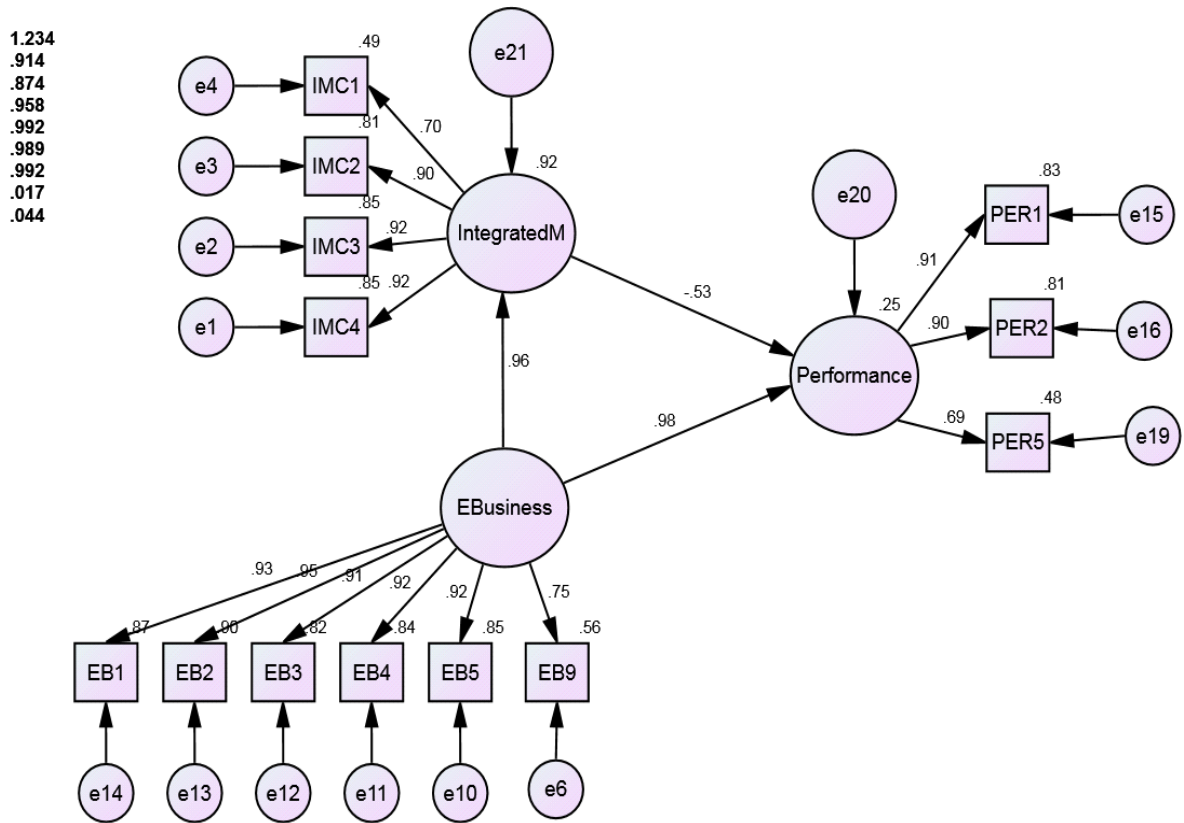 1.234
.914
.874
.958
.992
.989
.992
.017
.044
e4
IMC1
.49
e3
IMC2
.81
e2
IMC3
.85
e1
IMC4
.85
.70
.90
.92
.92
e21
.92
IntegratedM
-.53
.96
e20
.25
Performance
.98
.91
.90
.69
.83
PER1
e15
.81
PER2
e16
.48
PER5
e19
EBusiness
.93
.95
.91
.92
.92
.75
.87
.90
.82
.84
.85
.56
EB1
EB2
EB3
EB4
EB5
EB9
e14
e13
e12
e11
e10
e6